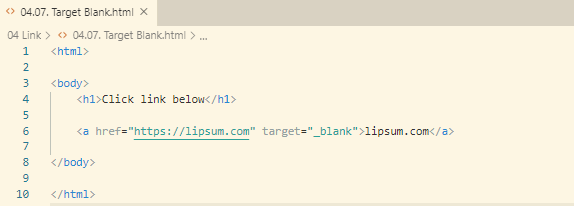 04.07. Target Blank.html ×
04 Link > <> 04.07. Target Blank.html > ...
1 <html>
2
3 <body>
4     <h1>Click link below</h1>
5
6     <a href="https://lipsum.com" target="_blank">lipsum.com</a>
7
8 </body>
9
10 </html>